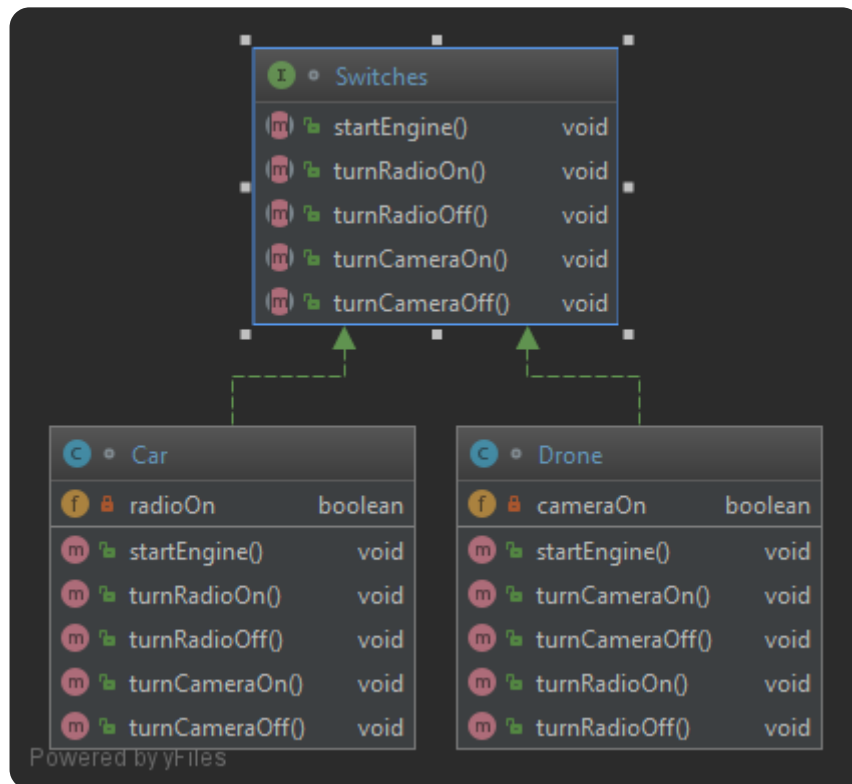 Switches
startEngine() void
turnRadioOn() void
turnRadioOff() void
turnCameraOn() void
turnCameraOff() void
Car
radioOn boolean
startEngine() void
turnRadioOn() void
turnRadioOff() void
turnCameraOn() void
turnCameraOff() void
Drone
cameraOn boolean
startEngine() void
turnCameraOn() void
turnCameraOff() void
turnRadioOn() void
turnRadioOff() void
Powered by yFiles